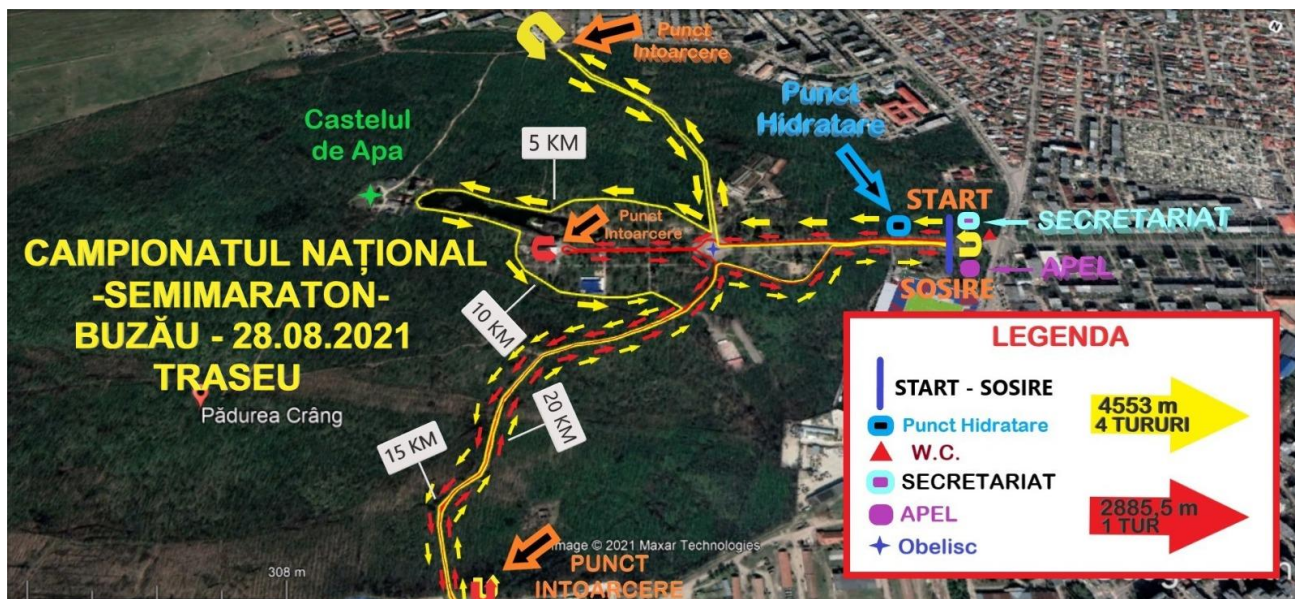 Punct
Intoarcere
Punct
Hidratare
Castelul
de Apa
5 KM
START
SECRETARIAT
Punct
Intoarcere
APEL
SOSIRE
CAMPIONATUL NAȚIONAL
-SEMIMARATON-
BUZĂU - 28.08.2021
TRASEU
10 KM
Pădurea Crâng
20 KM
15 KM
LEGENDA
START - SOSIRE
4553 m
4 TURURI
Punct Hidratare
W.C.
SECRETARIAT
2885,5 m
1 TUR
APEL
Obelisc
Image © 2021 Maxar Technologies
PUNCT
INTOARCERE
308 m